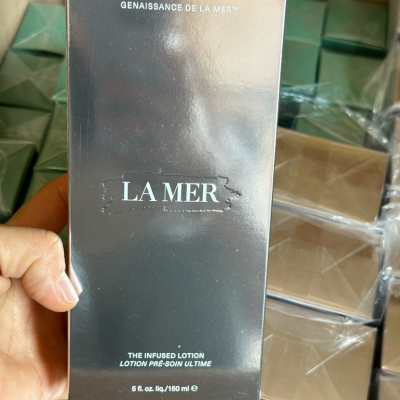 GENAISSANCE DE LA MER™
LA MER
THE INFUSED LOTION
LOTION PRÉ-SOIN ULTIME
5 fl. oz. liq./150 ml ℮